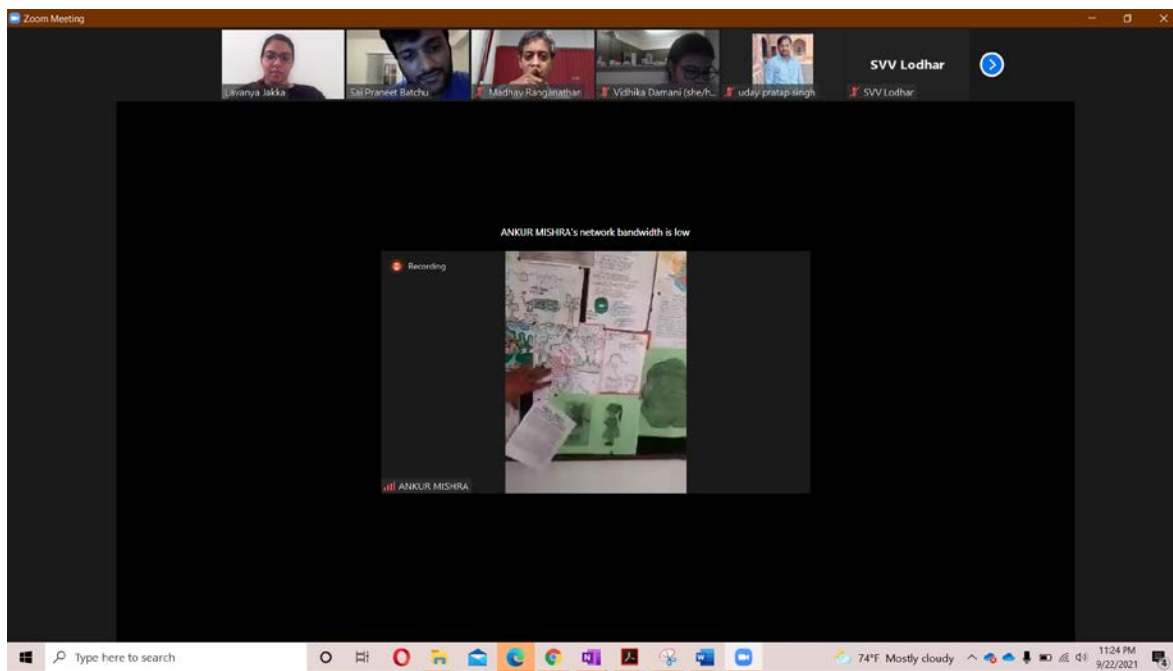 Zoom Meeting
SVV Lodhar
Lavanya Jakka
Sai Praneet Batchu
Madhav Ranganathan
Vidhika Damani (she/h...
uday pratap singh
SVV Lodhar
ANKUR MISHRA's network bandwidth is low
Recording
ANKUR MISHRA
Type here to search
74°F Mostly cloudy
11:24 PM
9/22/2021